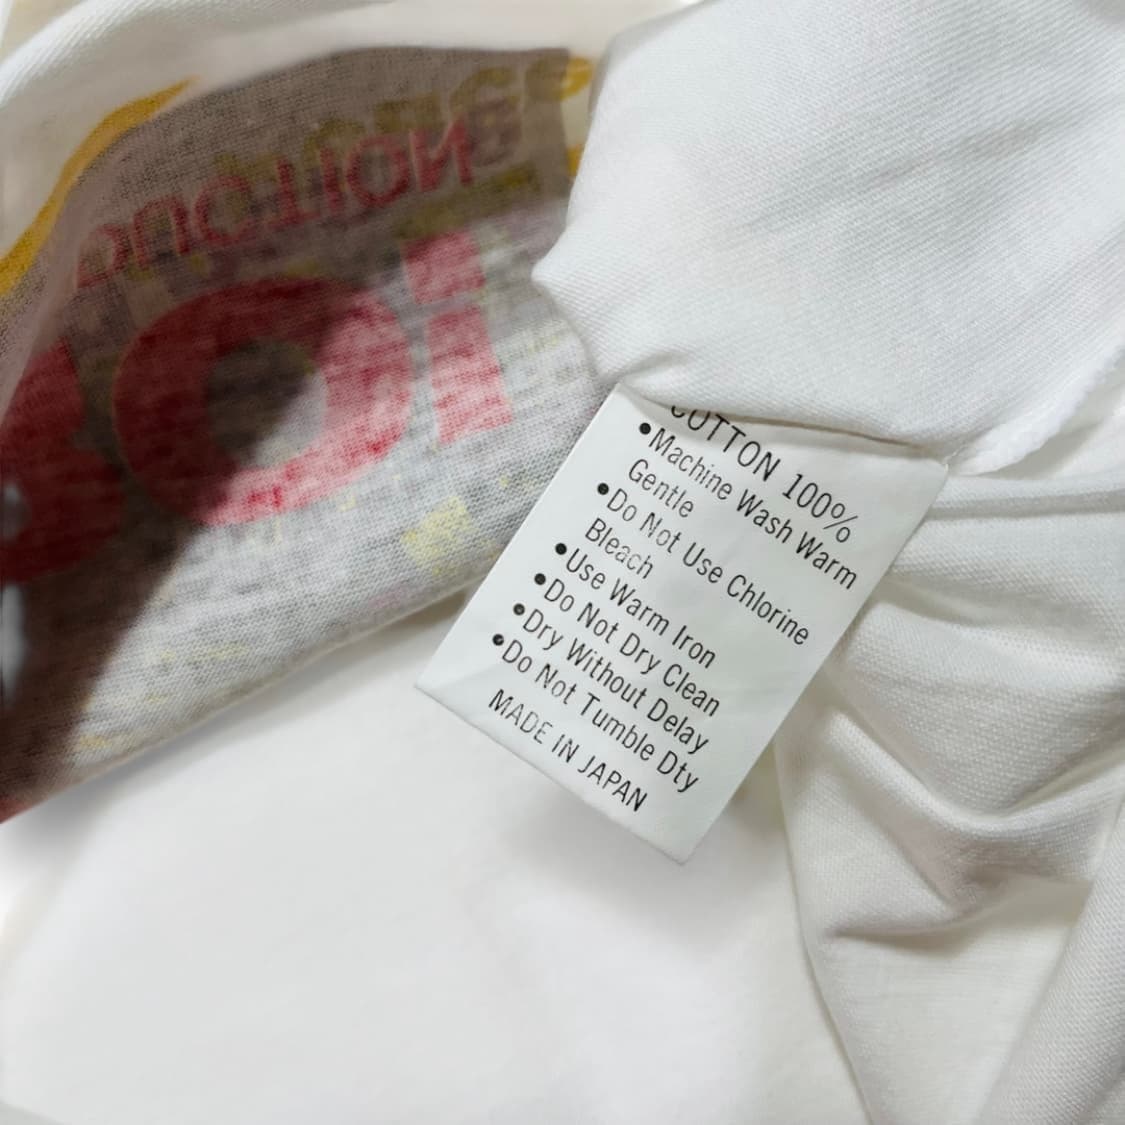 COTTON 100%
•Machine Wash Warm
Gentle
•Do Not Use Chlorine
Bleach
•Use Warm Iron
•Do Not Dry Clean
•Dry Without Delay
•Do Not Tumble Dty
MADE IN JAPAN